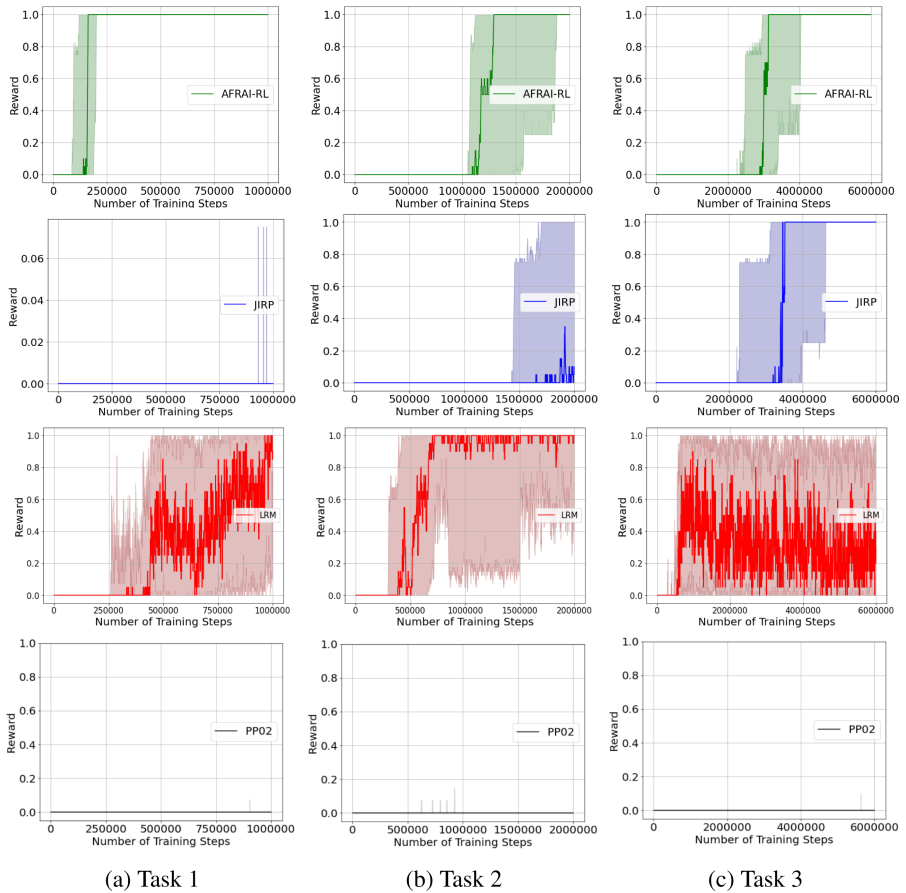 1.0
0.8
0.6
0.4
0.2
0.0
Reward
AFRAI-RL
0 250000 500000 750000 1000000
Number of Training Steps
1.0
0.8
0.6
0.4
0.2
0.0
Reward
AFRAI-RL
0 500000 1000000 1500000 2000000
Number of Training Steps
1.0
0.8
0.6
0.4
0.2
0.0
Reward
AFRAI-RL
0 2000000 4000000 6000000
Number of Training Steps
0.06
0.04
0.02
0.00
Reward
JIRP
0 250000 500000 750000 1000000
Number of Training Steps
1.0
0.8
0.6
0.4
0.2
0.0
Reward
JIRP
0 500000 1000000 1500000 2000000
Number of Training Steps
1.0
0.8
0.6
0.4
0.2
0.0
Reward
JIRP
0 2000000 4000000 6000000
Number of Training Steps
1.0
0.8
0.6
0.4
0.2
0.0
Reward
LRM
0 250000 500000 750000 1000000
Number of Training Steps
1.0
0.8
0.6
0.4
0.2
0.0
Reward
LRM
0 500000 1000000 1500000 2000000
Number of Training Steps
1.0
0.8
0.6
0.4
0.2
0.0
Reward
LRM
0 2000000 4000000 6000000
Number of Training Steps
1.0
0.8
0.6
0.4
0.2
0.0
Reward
PPO2
0 250000 500000 750000 1000000
Number of Training Steps
1.0
0.8
0.6
0.4
0.2
0.0
Reward
PPO2
0 500000 1000000 1500000 2000000
Number of Training Steps
1.0
0.8
0.6
0.4
0.2
0.0
Reward
PPO2
0 2000000 4000000 6000000
Number of Training Steps
(a) Task 1
(b) Task 2
(c) Task 3